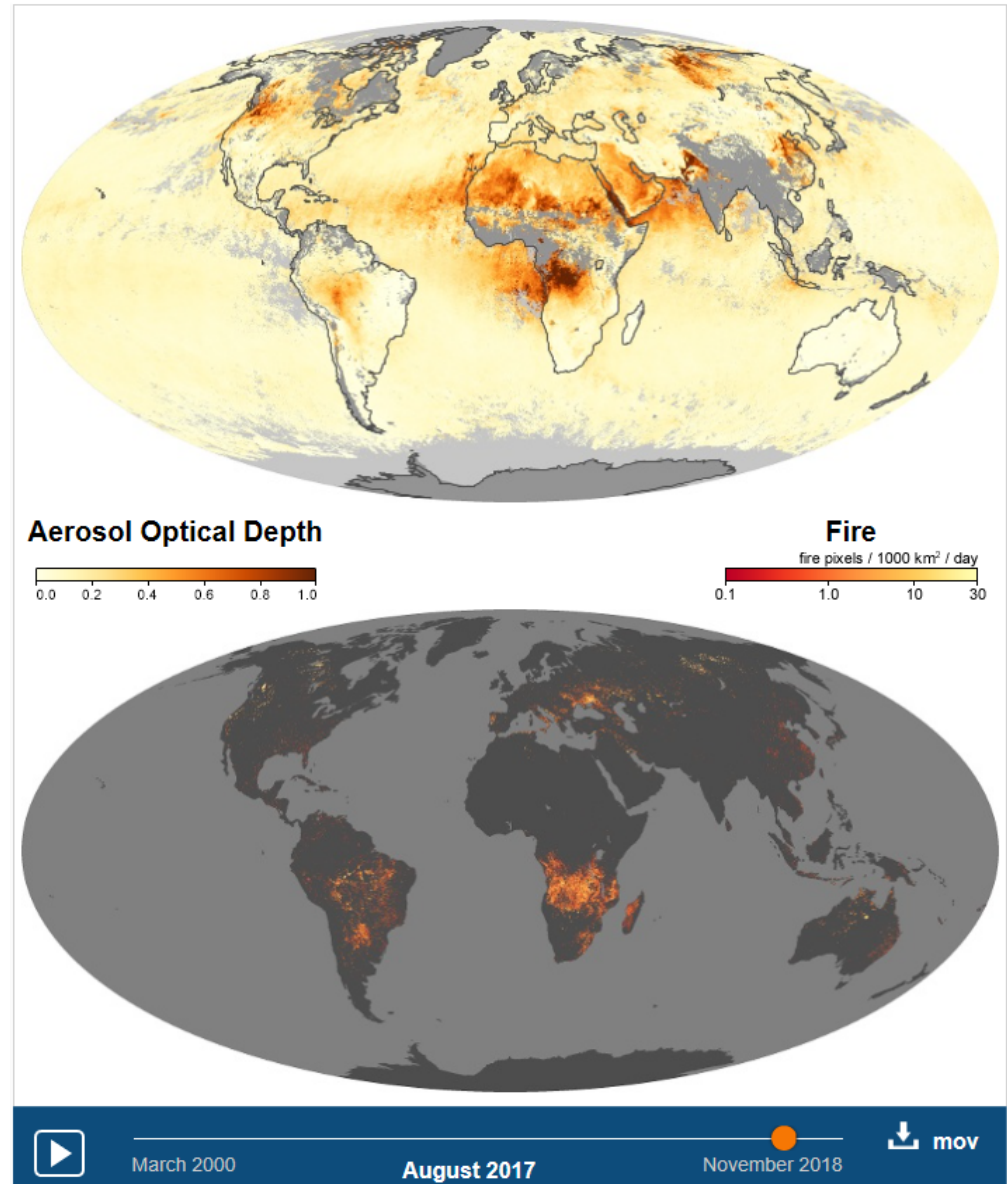 Aerosol Optical Depth
0.0 0.2 0.4 0.6 0.8 1.0
Fire
fire pixels / 1000 km² / day
0.1 1.0 10 30
March 2000
August 2017
November 2018
mov